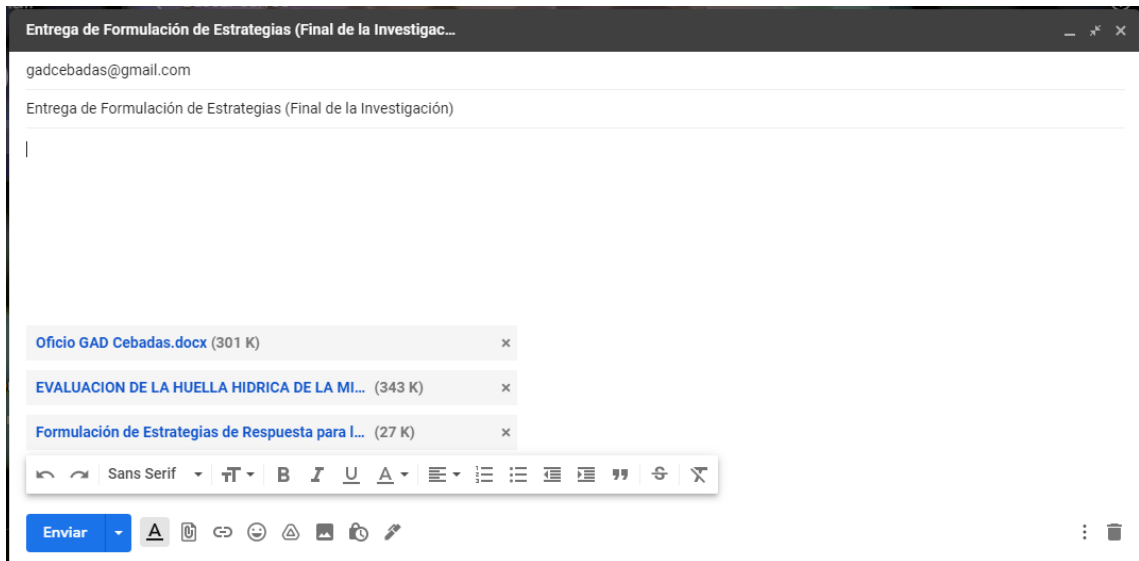 Entrega de Formulación de Estrategias (Final de la Investigac...
gadcebadas@gmail.com
Entrega de Formulación de Estrategias (Final de la Investigación)
Oficio GAD Cebadas.docx (301 K)
EVALUACION DE LA HUELLA HIDRICA DE LA MI... (343 K)
Formulación de Estrategias de Respuesta para l... (27 K)
Sans Serif
Enviar